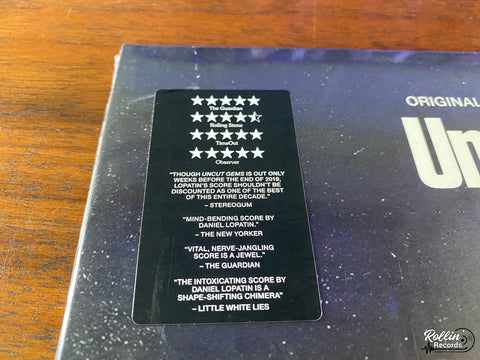 ★★★★★
The Guardian
★★★★⯪
Rolling Stone
★★★★★
TimeOut
★★★★★
Observer
"THOUGH UNCUT GEMS IS OUT ONLY
WEEKS BEFORE THE END OF 2019,
LOPATIN'S SCORE SHOULDN'T BE
DISCOUNTED AS ONE OF THE BEST
OF THIS ENTIRE DECADE."
– STEREOGUM
"MIND-BENDING SCORE BY
DANIEL LOPATIN."
– THE NEW YORKER
"VITAL, NERVE-JANGLING
SCORE IS A JEWEL."
– THE GUARDIAN
"THE INTOXICATING SCORE BY
DANIEL LOPATIN IS A
SHAPE-SHIFTING CHIMERA"
– LITTLE WHITE LIES
ORIGINAL
Un
Rollin'
Records